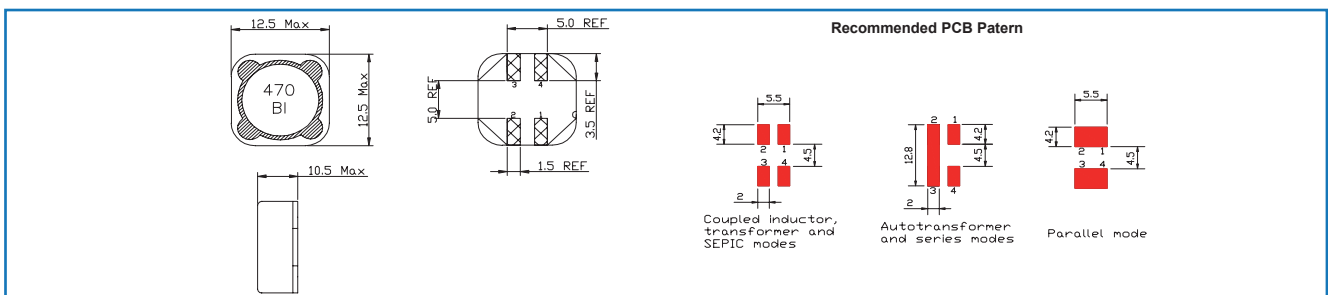 Recommended PCB Patern
12.5 Max
12.5 Max
470
BI
10.5 Max
5.0 REF
5.0 REF
3.5 REF
1.5 REF
3 4
2 1
5.5
4.2
4.5
2 1
3 4
2
Coupled inductor,
transformer and
SEPIC modes
2 1
12.8
4.2
4.5
3 4
2
Autotransformer
and series modes
5.5
4.2
4.5
2 1
3 4
Parallel mode